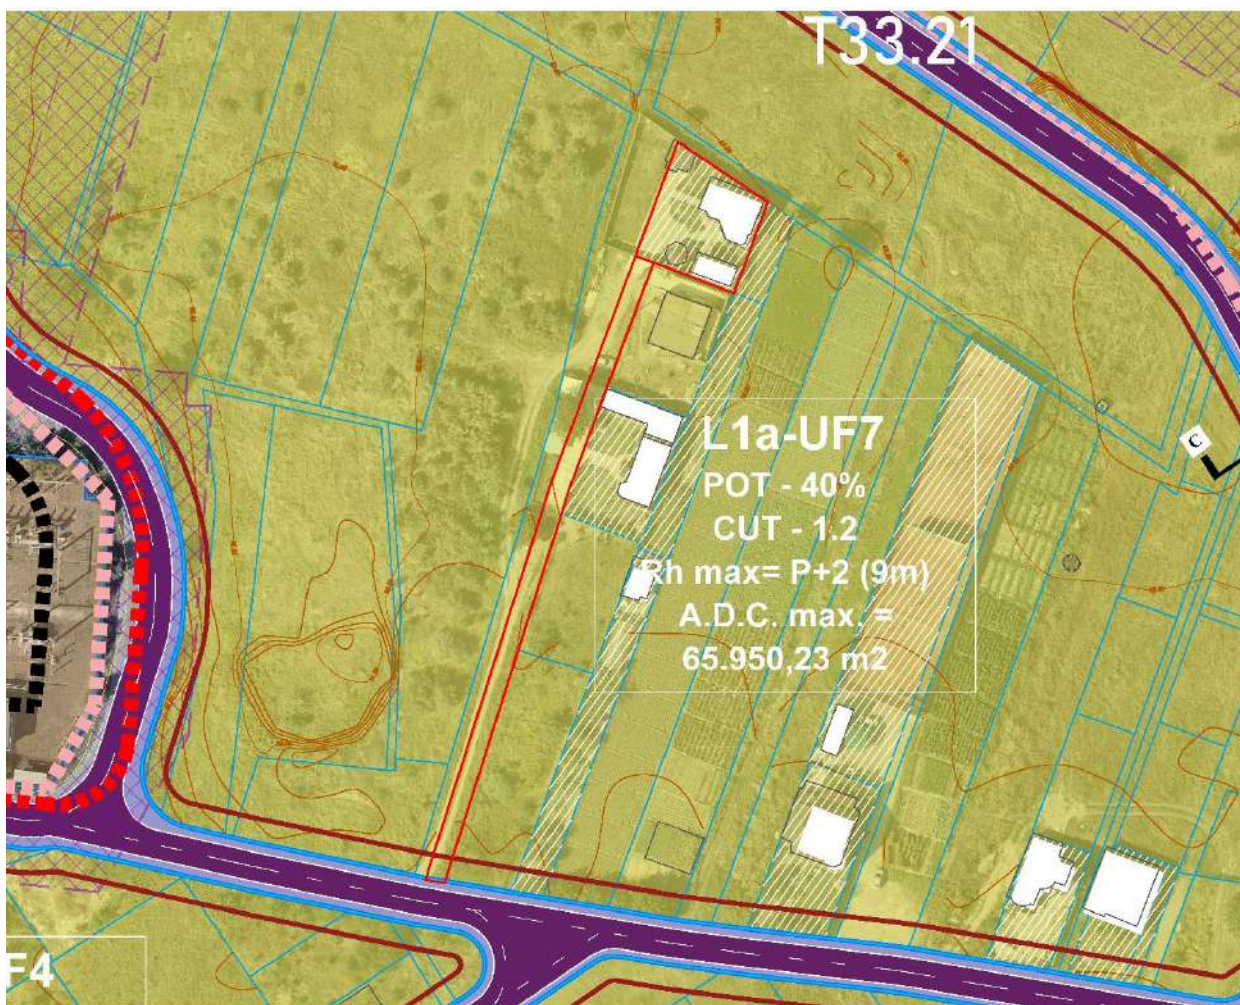 T33.21
L1a-UF7
POT - 40%
CUT - 1.2
Rh max= P+2 (9m)
A.D.C. max. =
65.950,23 m2
C
F4